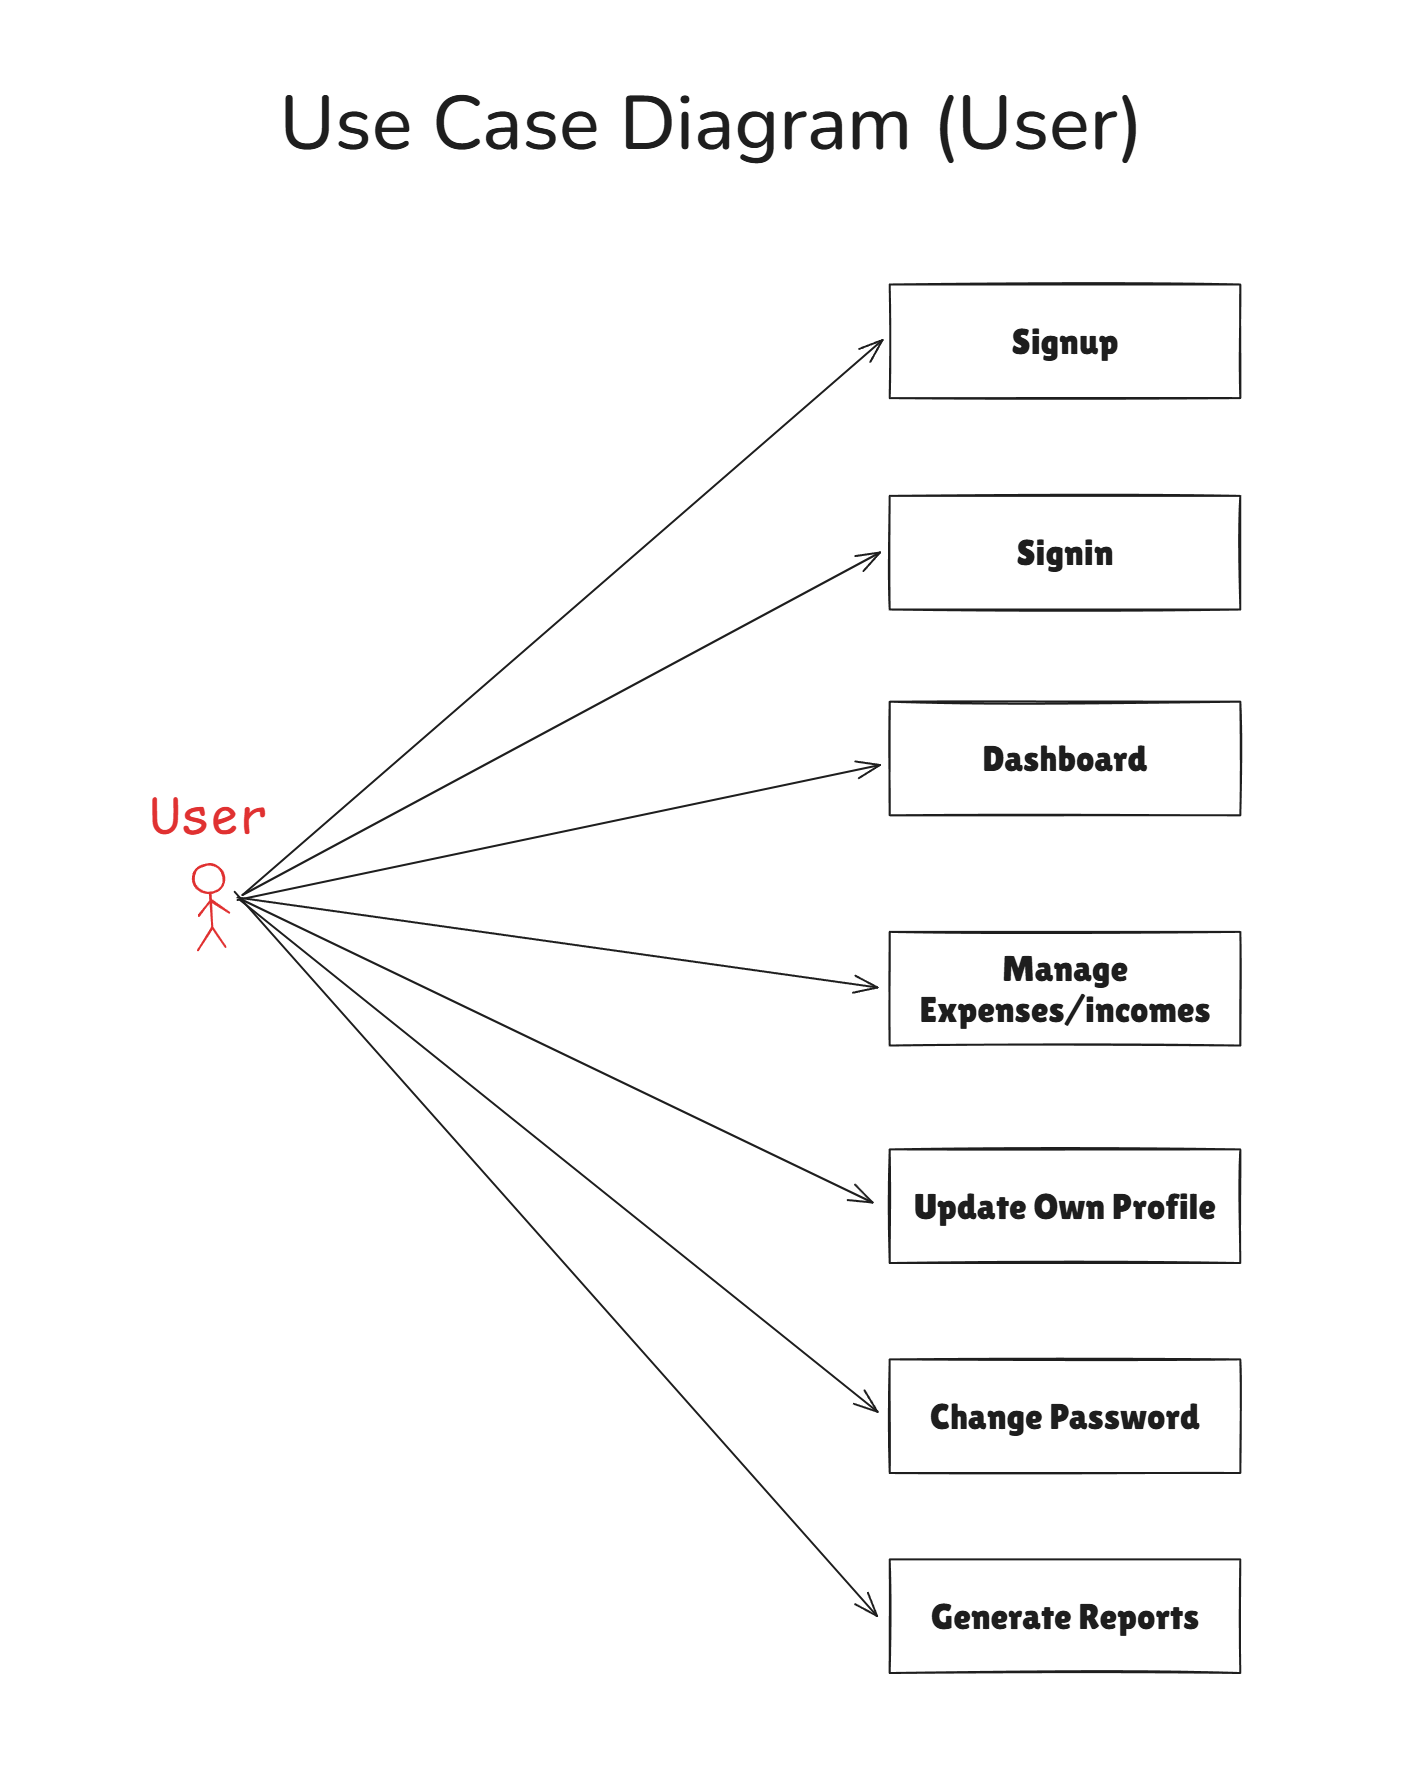 Use Case Diagram (User)
Signup
Signin
Dashboard
User
Manage
Expenses/incomes
Update Own Profile
Change Password
Generate Reports